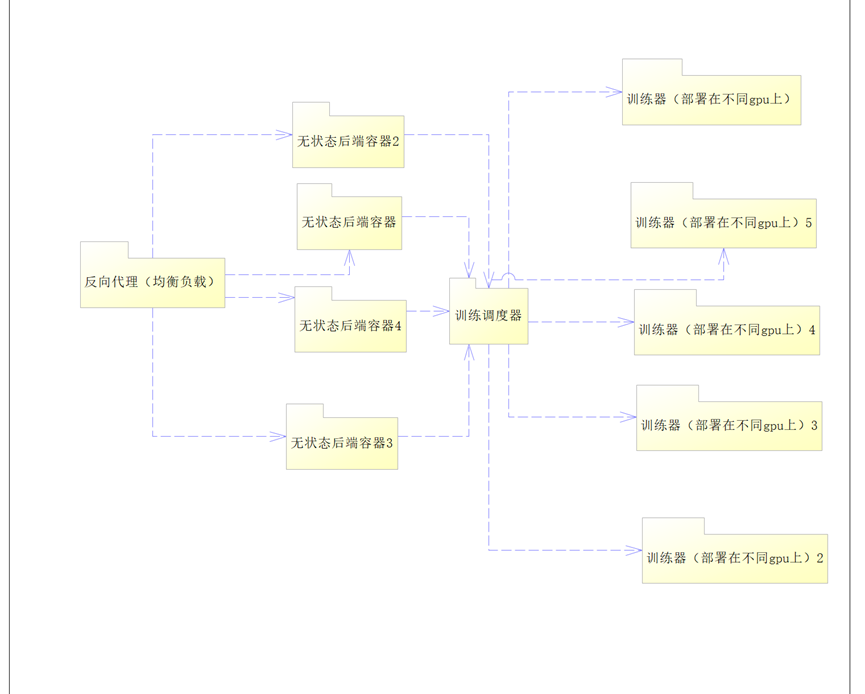 反向代理（均衡负载）
无状态后端容器2
无状态后端容器
无状态后端容器4
无状态后端容器3
训练调度器
训练器（部署在不同gpu上）
训练器（部署在不同gpu上）5
训练器（部署在不同gpu上）4
训练器（部署在不同gpu上）3
训练器（部署在不同gpu上）2